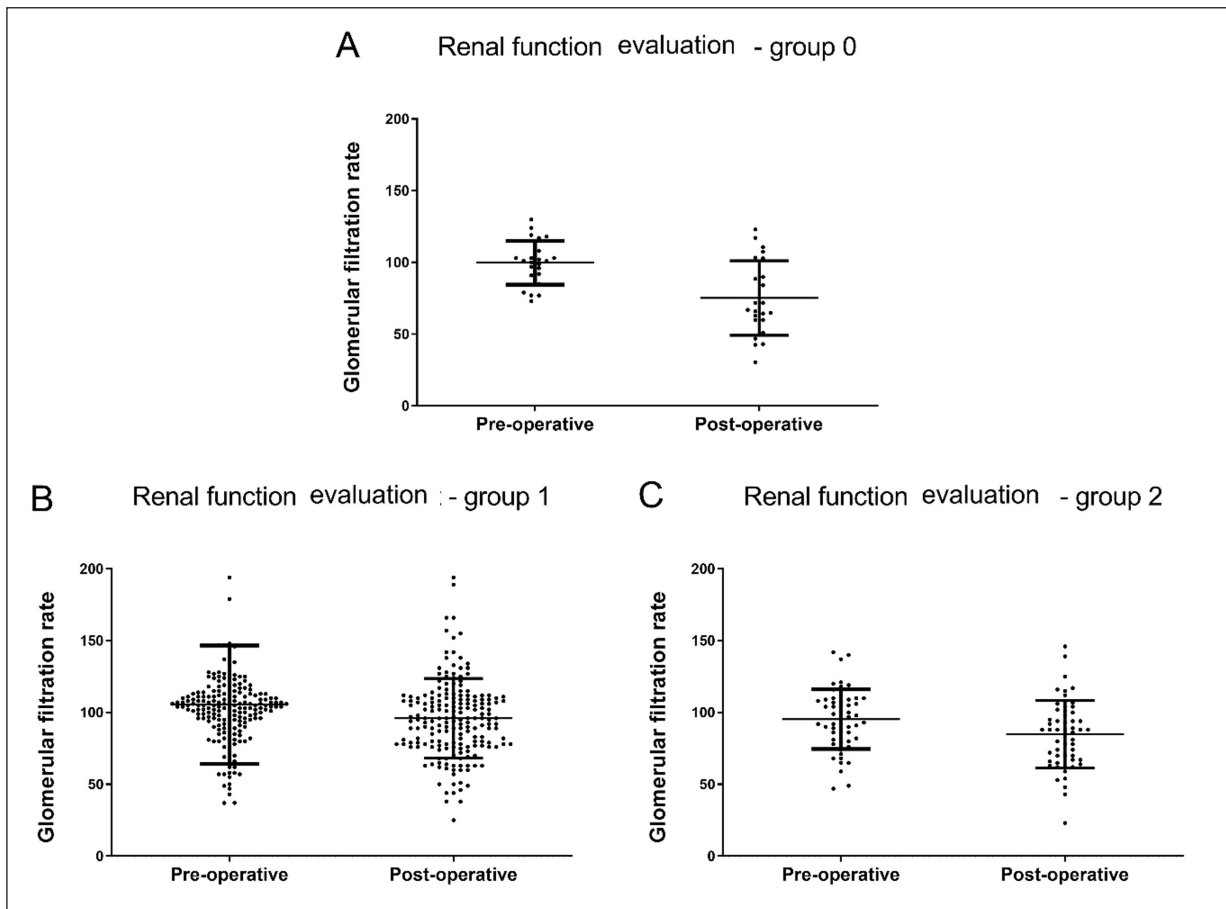 A Renal function evaluation - group 0
Glomerular filtration rate
200
150
100
50
0
Pre-operative Post-operative
B Renal function evaluation : - group 1
Glomerular filtration rate
200
150
100
50
0
Pre-operative Post-operative
C Renal function evaluation - group 2
Glomerular filtration rate
200
150
100
50
0
Pre-operative Post-operative